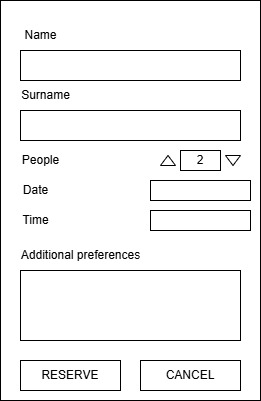 Name
Surname
People 2
Date
Time
Additional preferences
RESERVE CANCEL